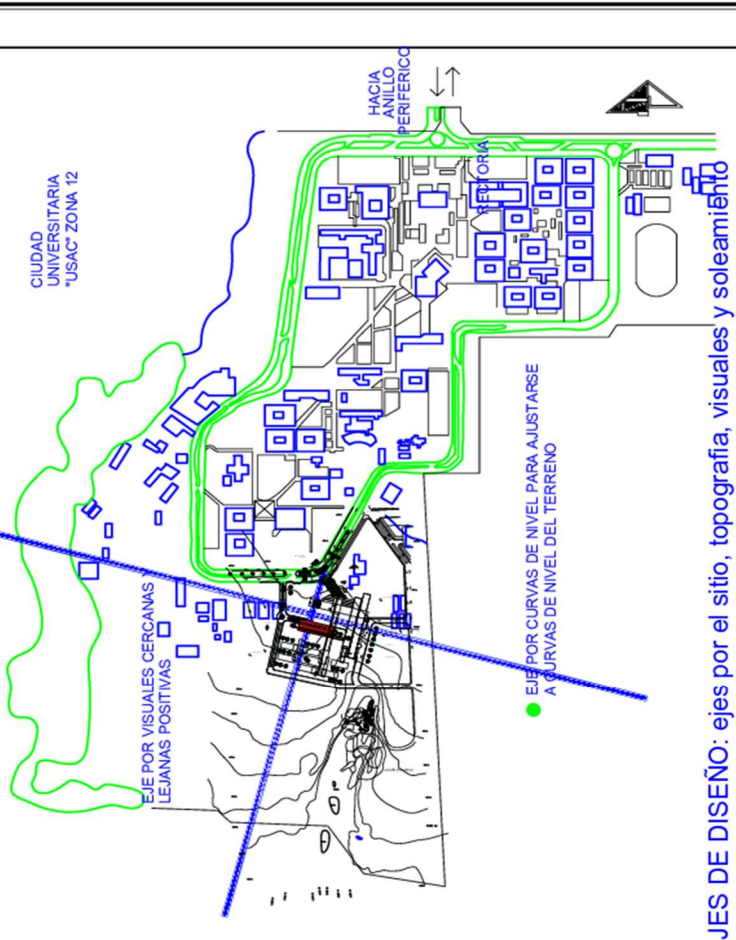 CIUDAD
UNIVERSITARIA
"USAC" ZONA 12
HACIA
ANILLO
PERIFERICO
RECTORIA
EJE POR VISUALES CERCANAS Y
LEJANAS POSITIVAS
EJE POR CURVAS DE NIVEL PARA AJUSTARSE
A CURVAS DE NIVEL DEL TERRENO
JES DE DISEÑO: ejes por el sitio, topografía, visuales y soleamiento